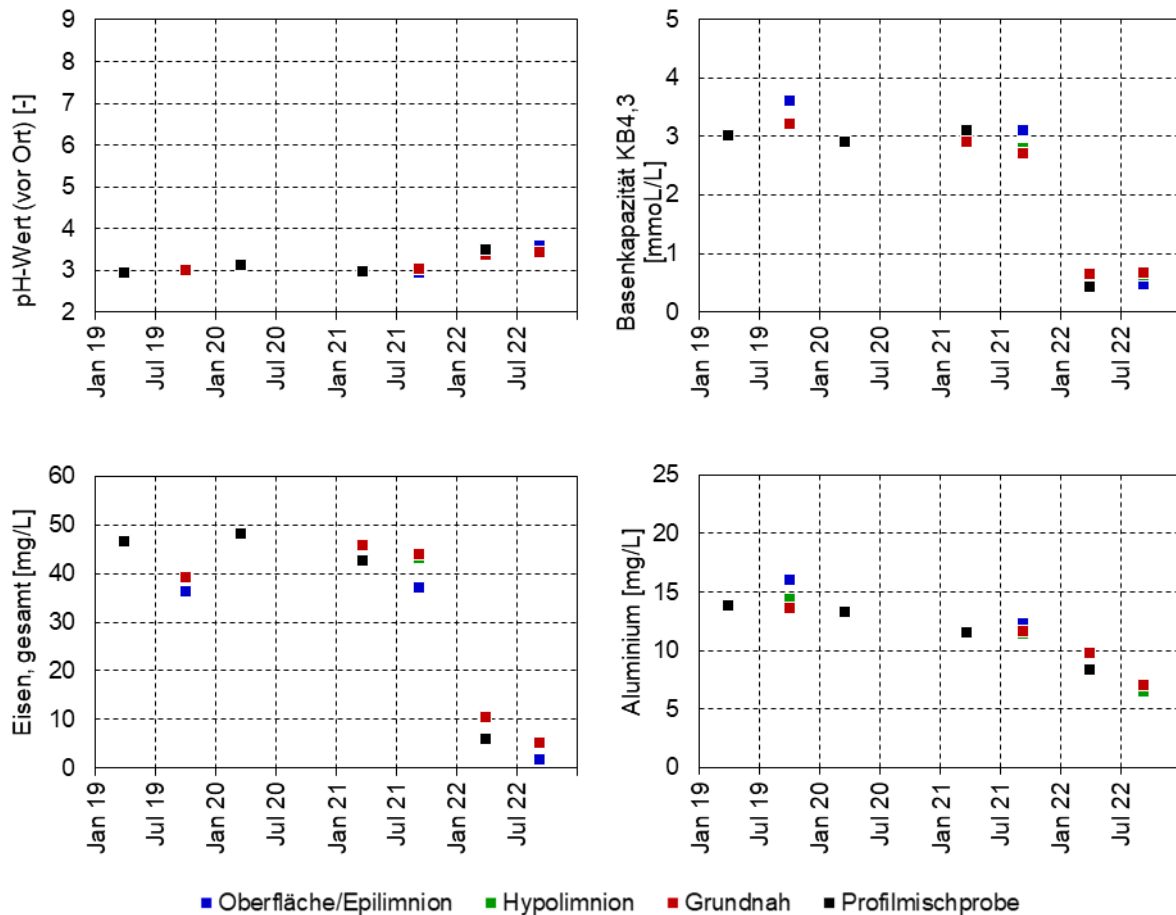 pH-Wert (vor Ort) [-]
9
8
7
6
5
4
3
2
Jan 19
Jul 19
Jan 20
Jul 20
Jan 21
Jul 21
Jan 22
Jul 22
Basenkapazität KB4,3
[mmoL/L]
5
4
3
2
1
0
Jan 19
Jul 19
Jan 20
Jul 20
Jan 21
Jul 21
Jan 22
Jul 22
Eisen, gesamt [mg/L]
60
50
40
30
20
10
0
Jan 19
Jul 19
Jan 20
Jul 20
Jan 21
Jul 21
Jan 22
Jul 22
Aluminium [mg/L]
25
20
15
10
5
0
Jan 19
Jul 19
Jan 20
Jul 20
Jan 21
Jul 21
Jan 22
Jul 22
Oberfläche/Epilimnion Hypolimnion Grundnah Profilmischprobe